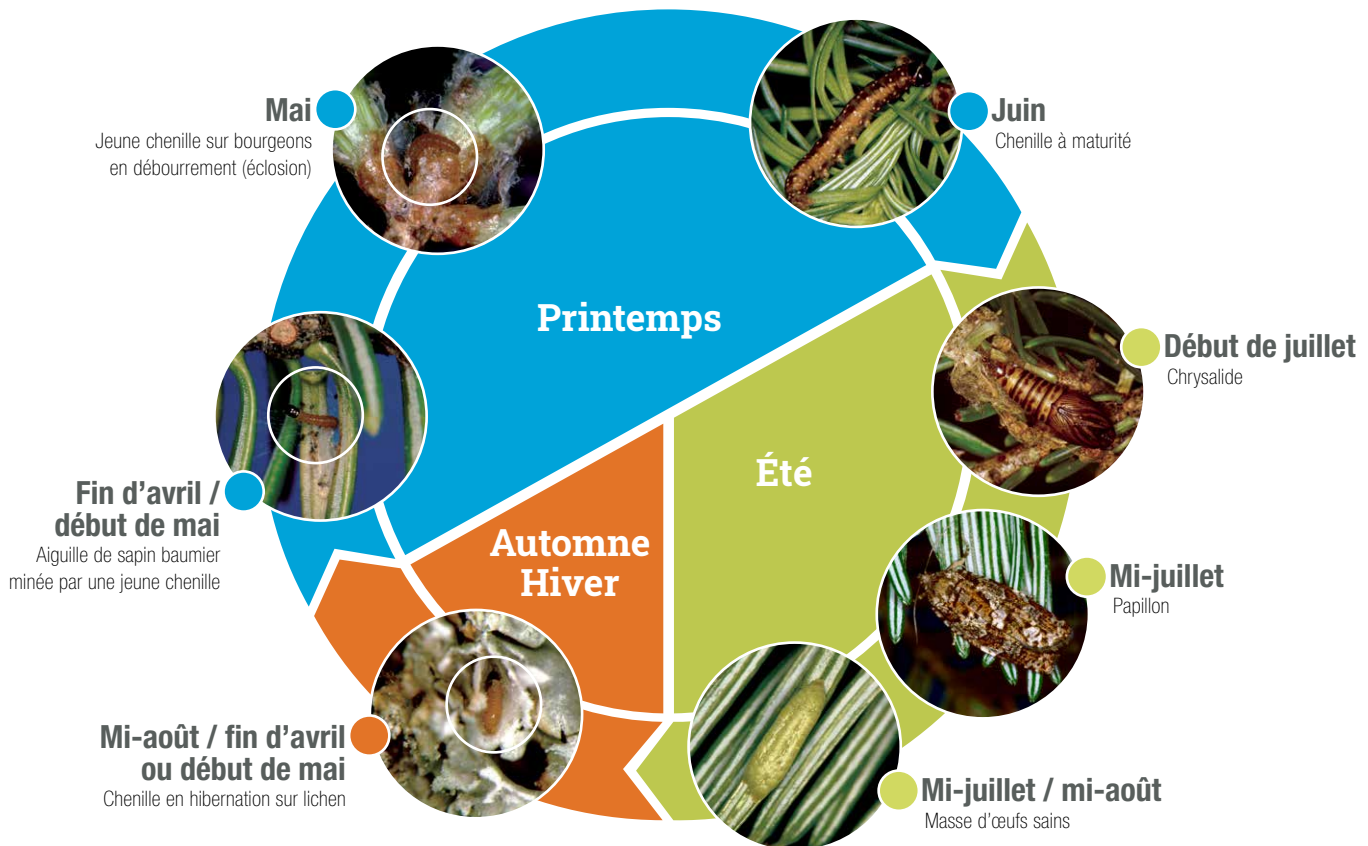 Mai
Jeune chenille sur bourgeons
en débourrement (éclosion)
Juin
Chenille à maturité
Printemps
Début de juillet
Chrysalide
Été
Fin d'avril /
début de mai
Aiguille de sapin baumier
minée par une jeune chenille
Automne
Hiver
Mi-juillet
Papillon
Mi-août / fin d'avril
ou début de mai
Chenille en hibernation sur lichen
Mi-juillet / mi-août
Masse d'œufs sains